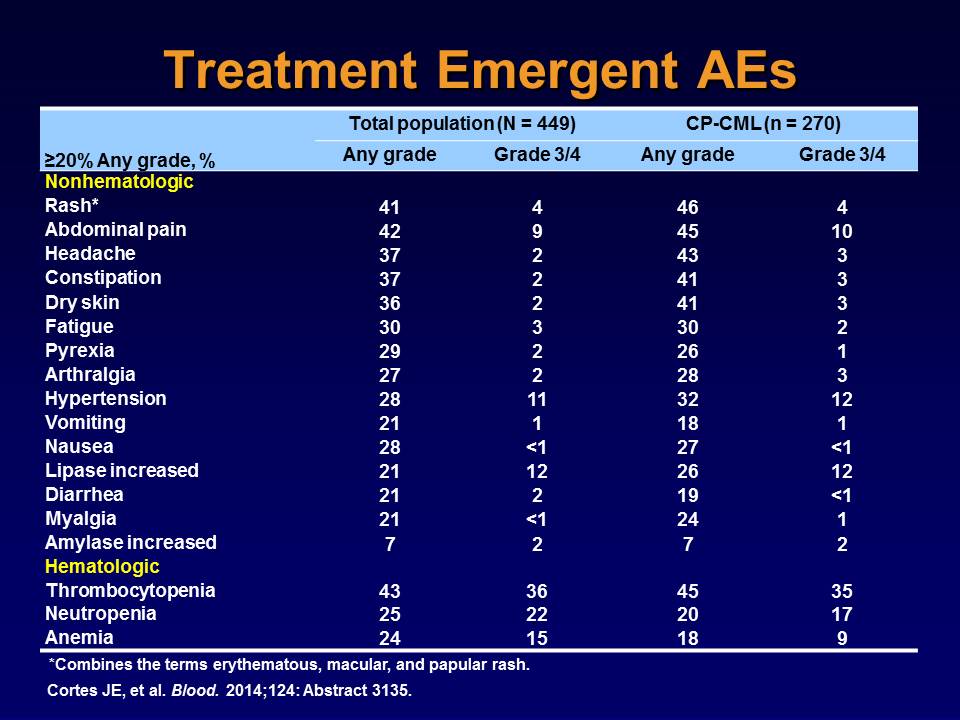 Treatment Emergent AEs
Total population (N = 449) CP-CML (n = 270)
≥20% Any grade, % Any grade Grade 3/4 Any grade Grade 3/4
Nonhematologic
Rash* 41 4 46 4
Abdominal pain 42 9 45 10
Headache 37 2 43 3
Constipation 37 2 41 3
Dry skin 36 2 41 3
Fatigue 30 3 30 2
Pyrexia 29 2 26 1
Arthralgia 27 2 28 3
Hypertension 28 11 32 12
Vomiting 21 1 18 1
Nausea 28 <1 27 <1
Lipase increased 21 12 26 12
Diarrhea 21 2 19 <1
Myalgia 21 <1 24 1
Amylase increased 7 2 7 2
Hematologic
Thrombocytopenia 43 36 45 35
Neutropenia 25 22 20 17
Anemia 24 15 18 9
*Combines the terms erythematous, macular, and papular rash.
Cortes JE, et al. Blood. 2014;124: Abstract 3135.